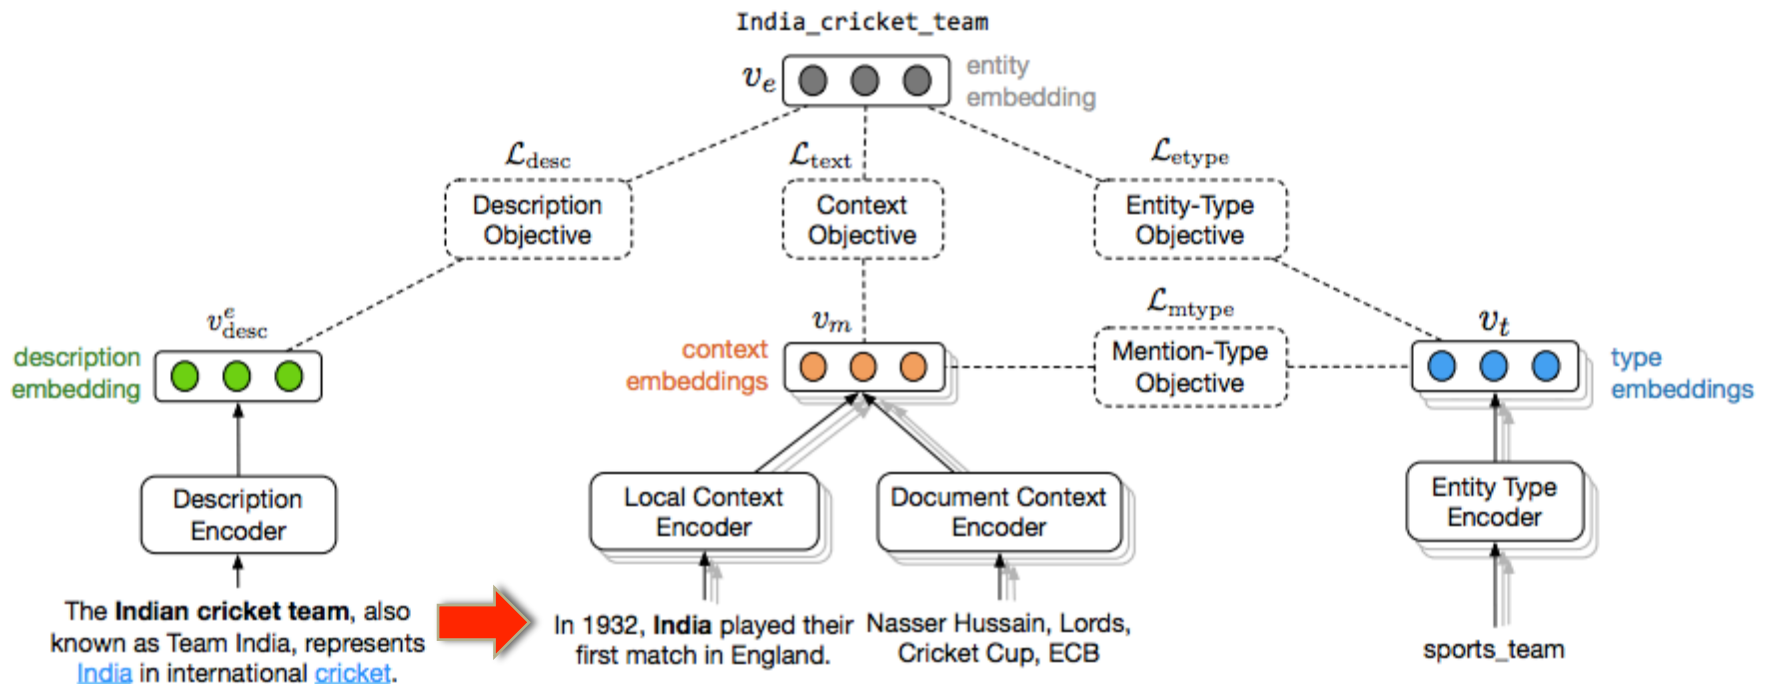 India_cricket_team
v_e
entity
embedding
L_desc
L_text
L_etype
Description
Objective
Context
Objective
Entity-Type
Objective
v^e_desc
v_m
L_mtype
v_t
description
embedding
context
embeddings
Mention-Type
Objective
type
embeddings
Description
Encoder
Local Context
Encoder
Document Context
Encoder
Entity Type
Encoder
The Indian cricket team, also
known as Team India, represents
India in international cricket.
In 1932, India played their
first match in England.
Nasser Hussain, Lords,
Cricket Cup, ECB
sports_team